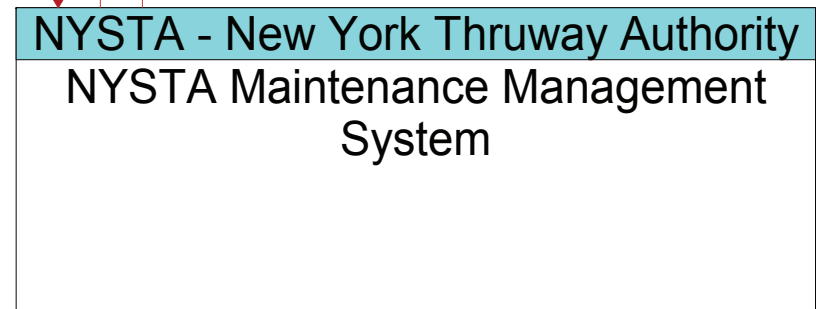 NYSTA - New York Thruway Authority
NYSTA Maintenance Management
System